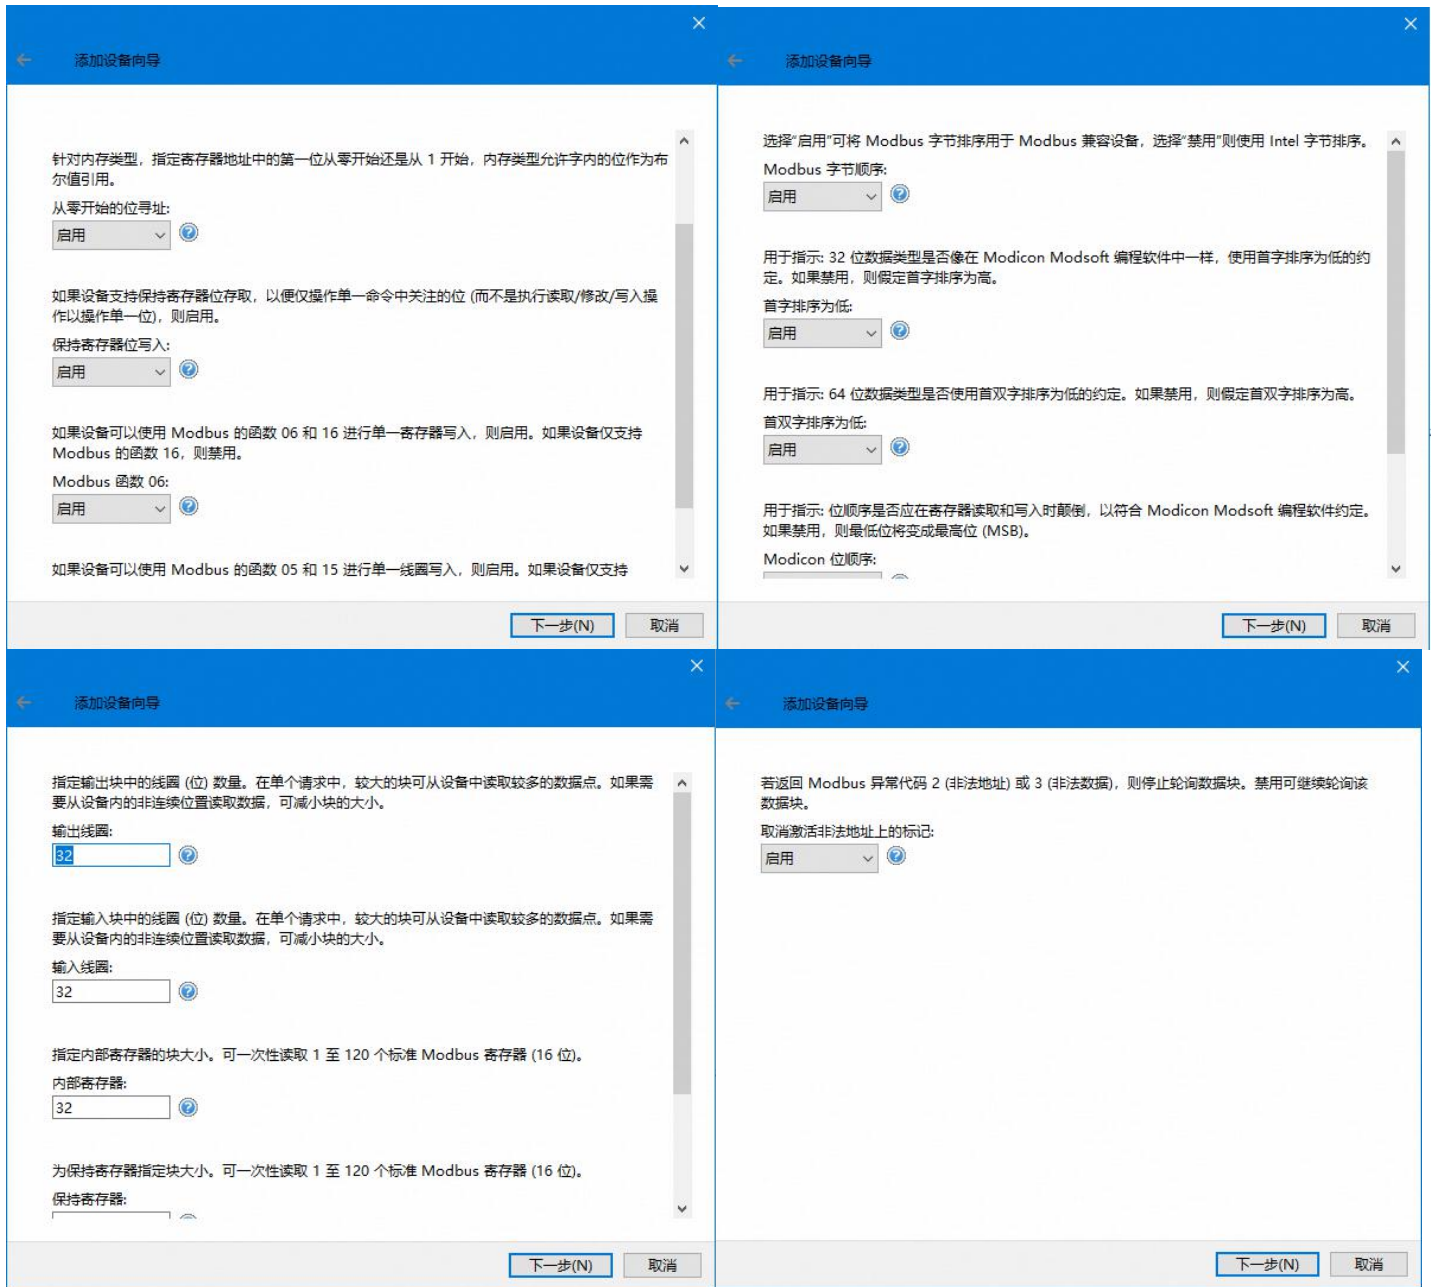 添加设备向导
针对内存类型，指定寄存器地址中的第一位从零开始还是从 1 开始，内存类型允许字内的位作为布
尔值引用。
从零开始的位寻址:
启用
如果设备支持保持寄存器位存取，以便仅操作单一命令中关注的位 (而不是执行读取/修改/写入操
作以操作单一位)，则启用。
保持寄存器位写入:
启用
如果设备可以使用 Modbus 的函数 06 和 16 进行单一寄存器写入，则启用。如果设备仅支持
Modbus 的函数 16，则禁用。
Modbus 函数 06:
启用
如果设备可以使用 Modbus 的函数 05 和 15 进行单一线圈写入，则启用。如果设备仅支持
下一步(N) 取消
添加设备向导
选择“启用”可将 Modbus 字节排序用于 Modbus 兼容设备，选择“禁用”则使用 Intel 字节排序。
Modbus 字节顺序:
启用
用于指示: 32 位数据类型是否像在 Modicon Modsoft 编程软件中一样，使用首字排序为低的约
定。如果禁用，则假定首字排序为高。
首字排序为低:
启用
用于指示: 64 位数据类型是否使用首双字排序为低的约定。如果禁用，则假定首双字排序为高。
首双字排序为低:
启用
用于指示: 位顺序是否应在寄存器读取和写入时颠倒，以符合 Modicon Modsoft 编程软件约定。
如果禁用，则最低位将变成最高位 (MSB)。
Modicon 位顺序:
下一步(N) 取消
添加设备向导
指定输出块中的线圈 (位) 数量。在单个请求中，较大的块可从设备中读取较多的数据点。如果需
要从设备内的非连续位置读取数据，可减小块的大小。
输出线圈:
32
指定输入块中的线圈 (位) 数量。在单个请求中，较大的块可从设备中读取较多的数据点。如果需
要从设备内的非连续位置读取数据，可减小块的大小。
输入线圈:
32
指定内部寄存器的块大小。可一次性读取 1 至 120 个标准 Modbus 寄存器 (16 位)。
内部寄存器:
32
为保持寄存器指定块大小。可一次性读取 1 至 120 个标准 Modbus 寄存器 (16 位)。
保持寄存器:
下一步(N) 取消
添加设备向导
若返回 Modbus 异常代码 2 (非法地址) 或 3 (非法数据)，则停止轮询数据块。禁用可继续轮询该
数据块。
取消激活非法地址上的标记:
启用
下一步(N) 取消